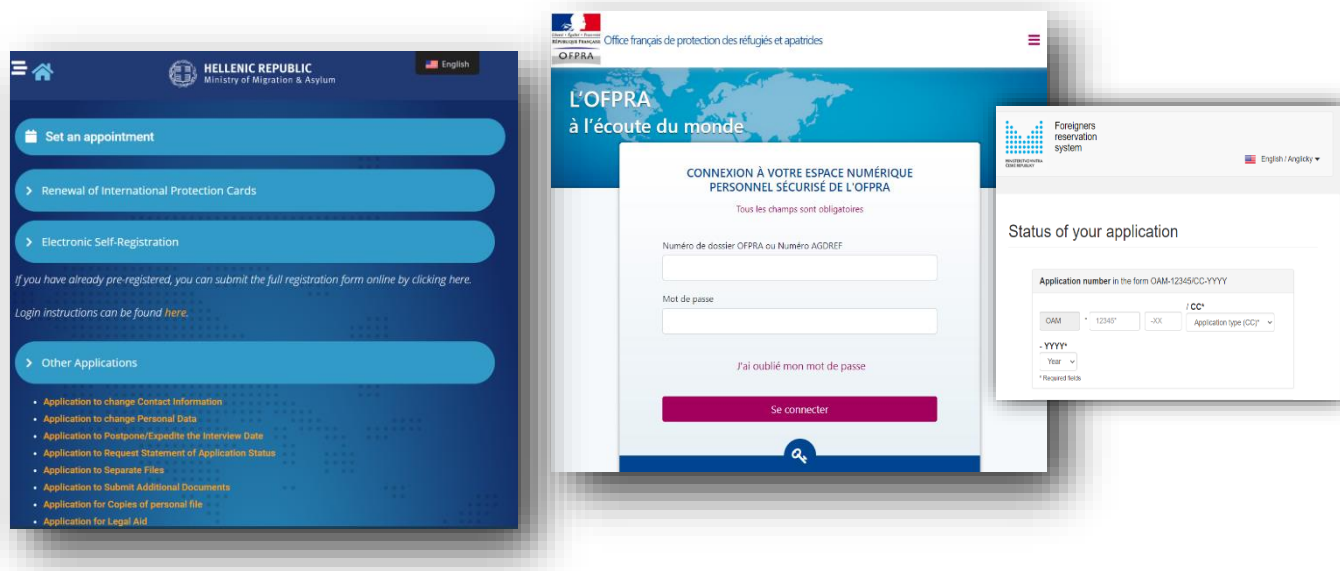 HELLENIC REPUBLIC
Ministry of Migration & Asylum
English
Set an appointment
Renewal of International Protection Cards
Electronic Self-Registration
If you have already pre-registered, you can submit the full registration form online by clicking here.
Login instructions can be found here.
Other Applications
Application to change Contact Information
Application to change Personal Data
Application to Postpone/Expedite the Interview Date
Application to Request Statement of Application Status
Application to Separate Files
Application to Submit Additional Documents
Application for Copies of personal file
Application for Legal Aid
OFPRA
Office français de protection des réfugiés et apatrides
L'OFPRA
à l'écoute du monde
CONNEXION À VOTRE ESPACE NUMÉRIQUE
PERSONNEL SÉCURISÉ DE L'OFPRA
Tous les champs sont obligatoires
Numéro de dossier OFPRA ou Numéro AGDREF
Mot de passe
J'ai oublié mon mot de passe
Se connecter
Foreigners
reservation
system
English / Anglicky
Status of your application
Application number in the form OAM-12345/CC-YYYY
/ CC*
OAM * 12345* -XX Application type (CC)*
- YYYY*
Year
* Required fields